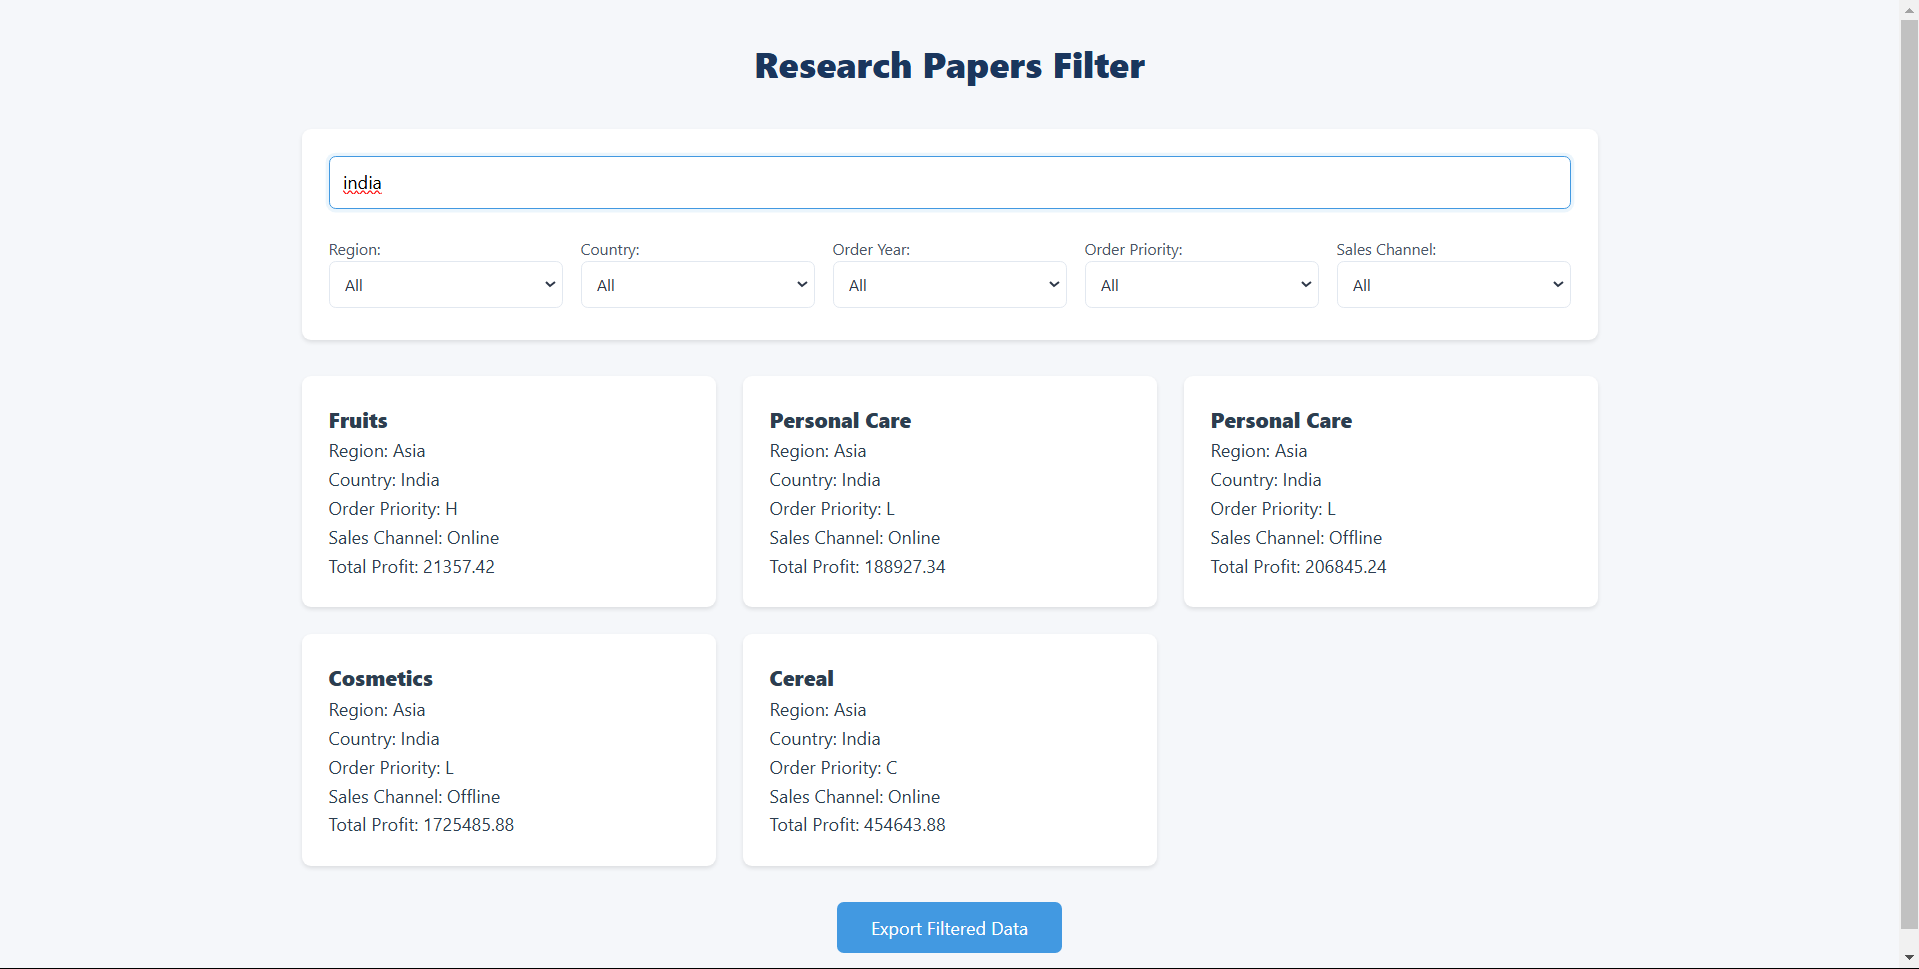 Research Papers Filter
india
Region: Country: Order Year: Order Priority: Sales Channel:
All All All All All
Fruits
Region: Asia
Country: India
Order Priority: H
Sales Channel: Online
Total Profit: 21357.42
Personal Care
Region: Asia
Country: India
Order Priority: L
Sales Channel: Online
Total Profit: 188927.34
Personal Care
Region: Asia
Country: India
Order Priority: L
Sales Channel: Offline
Total Profit: 206845.24
Cosmetics
Region: Asia
Country: India
Order Priority: L
Sales Channel: Offline
Total Profit: 1725485.88
Cereal
Region: Asia
Country: India
Order Priority: C
Sales Channel: Online
Total Profit: 454643.88
Export Filtered Data